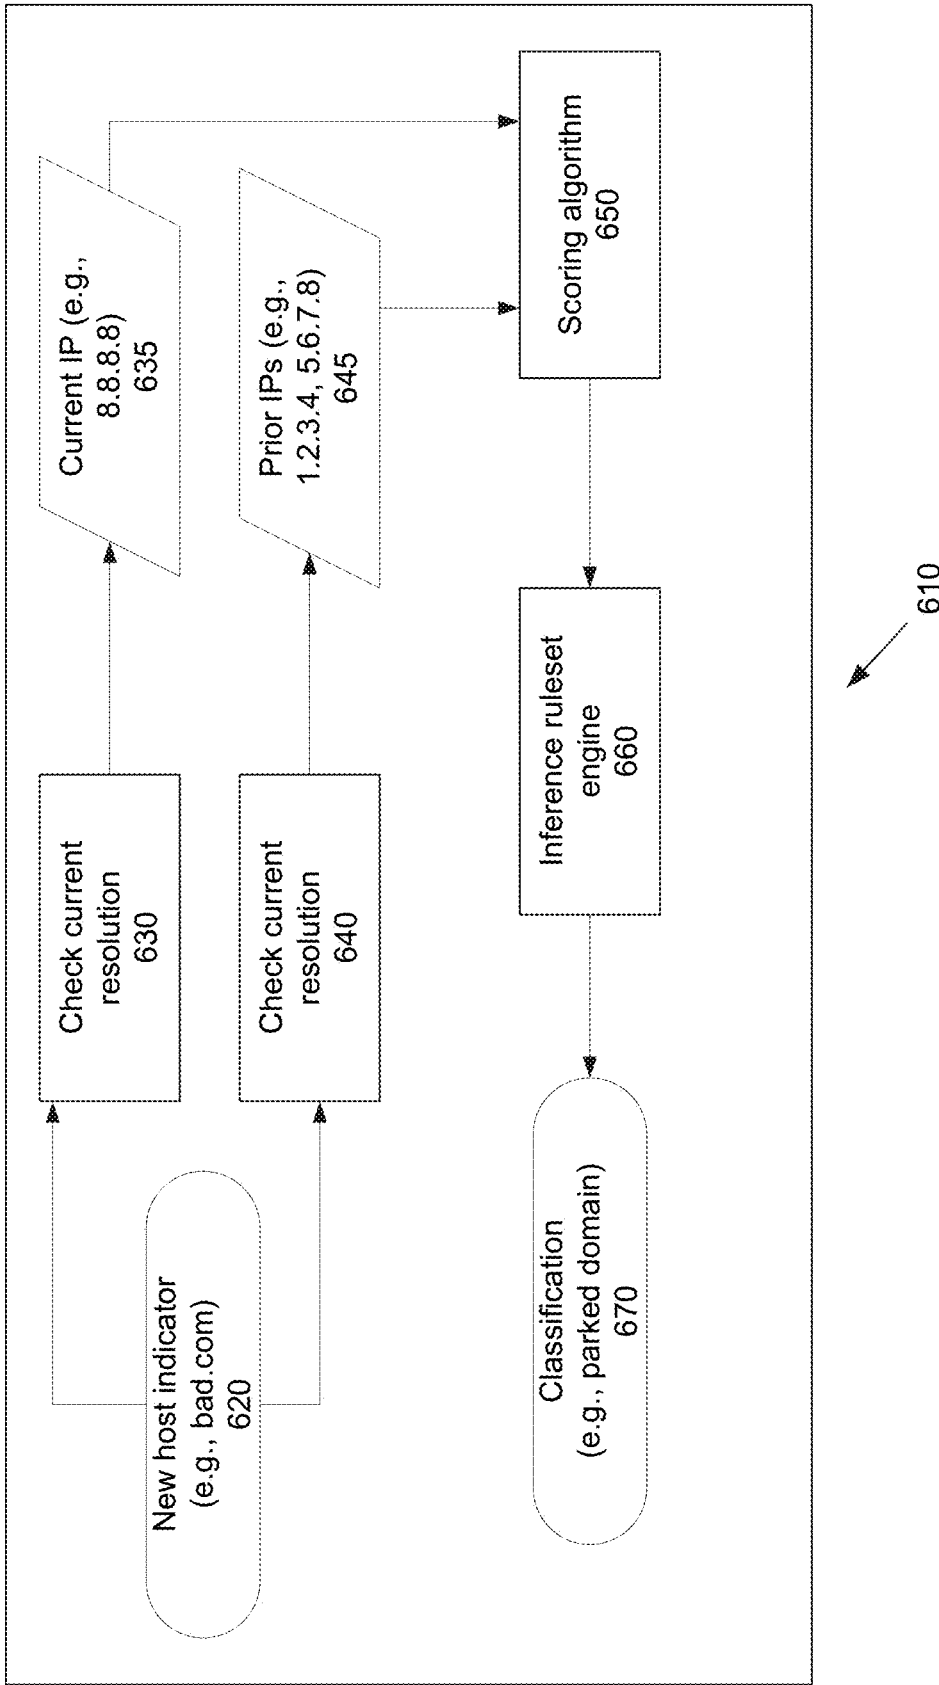 New host indicator
(e.g., bad.com)
620
Check current
resolution
630
Current IP (e.g.,
8.8.8.8)
635
Check current
resolution
640
Prior IPs (e.g.,
1.2.3.4, 5.6.7.8)
645
Scoring algorithm
650
Inference ruleset
engine
660
Classification
(e.g., parked domain)
670
610